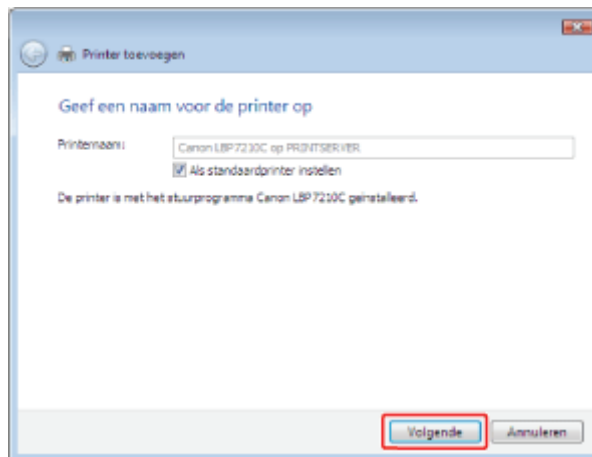 Printer toevoegen
Geef een naam voor de printer op
Printernaam: Canon LBP7210C op PRINTSERVER
Als standaardprinter instellen
De printer is met het stuurprogramma Canon LBP7210C geïnstalleerd.
Volgende Annuleren